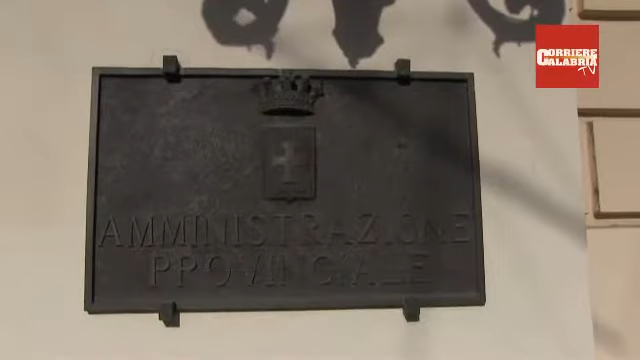 CORRIERE
CALABRIA
TV
AMMINISTRAZIONE
PROVINCIALE